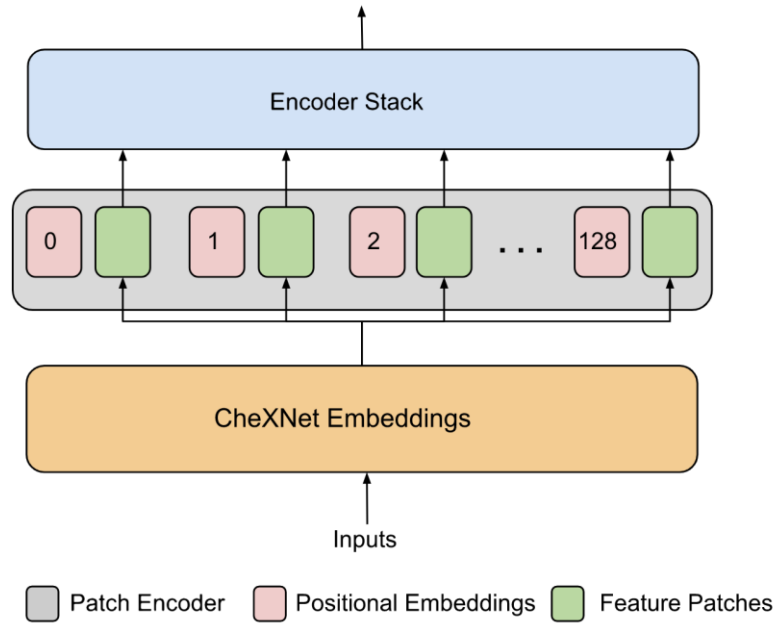 Encoder Stack
0 1 2 ... 128
CheXNet Embeddings
Inputs
Patch Encoder Positional Embeddings Feature Patches